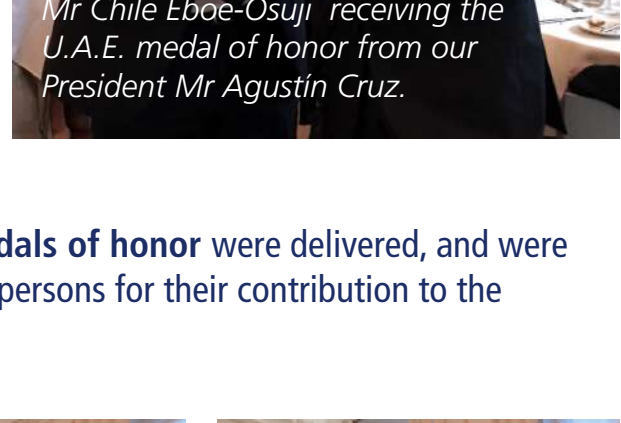 Mr Chile Eboe-Osuji receiving the
U.A.E. medal of honor from our
President Mr Agustín Cruz.
dals of honor were delivered, and were
persons for their contribution to the